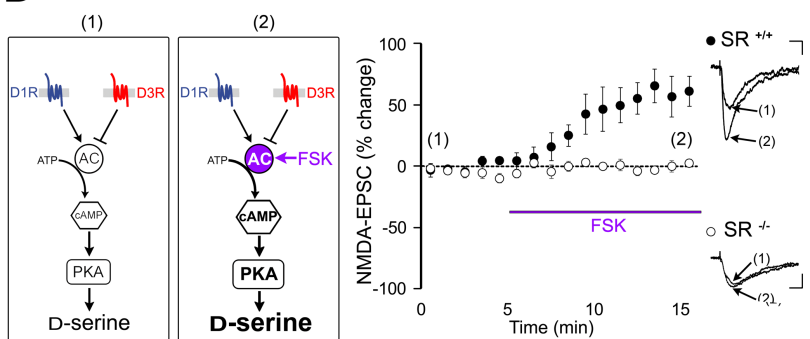 (1)
(2)
D1R
D3R
D1R
D3R
ATP
AC
ATP
AC
FSK
cAMP
cAMP
PKA
PKA
D-serine
D-serine
NMDA-EPSC (% change)
100
50
0
-50
-100
(1)
(2)
FSK
0
5
10
15
Time (min)
SR +/+
(1)
(2)
SR -/-
(1)
(2)